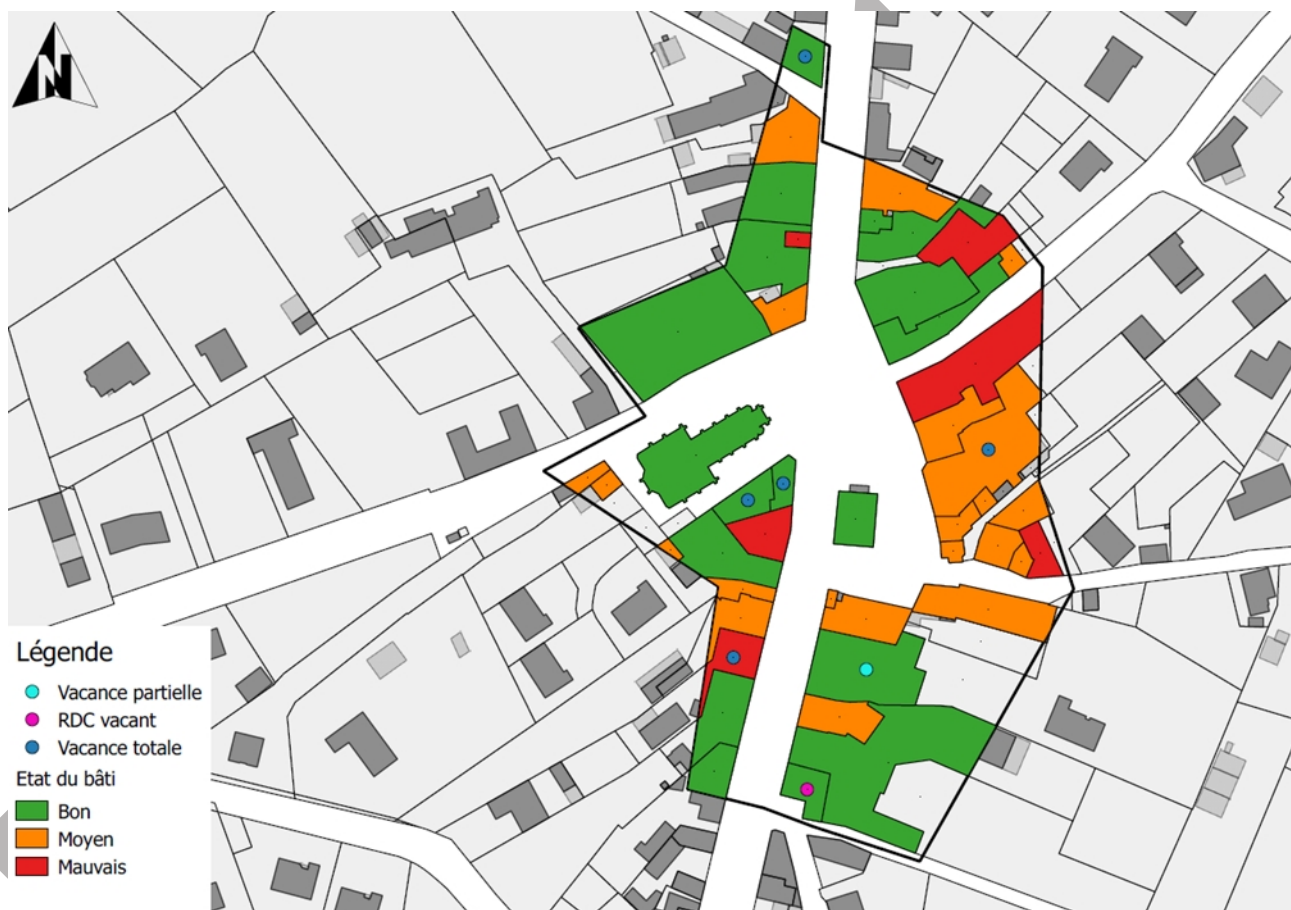 N
Légende
Vacance partielle
RDC vacant
Vacance totale
Etat du bâti
Bon
Moyen
Mauvais